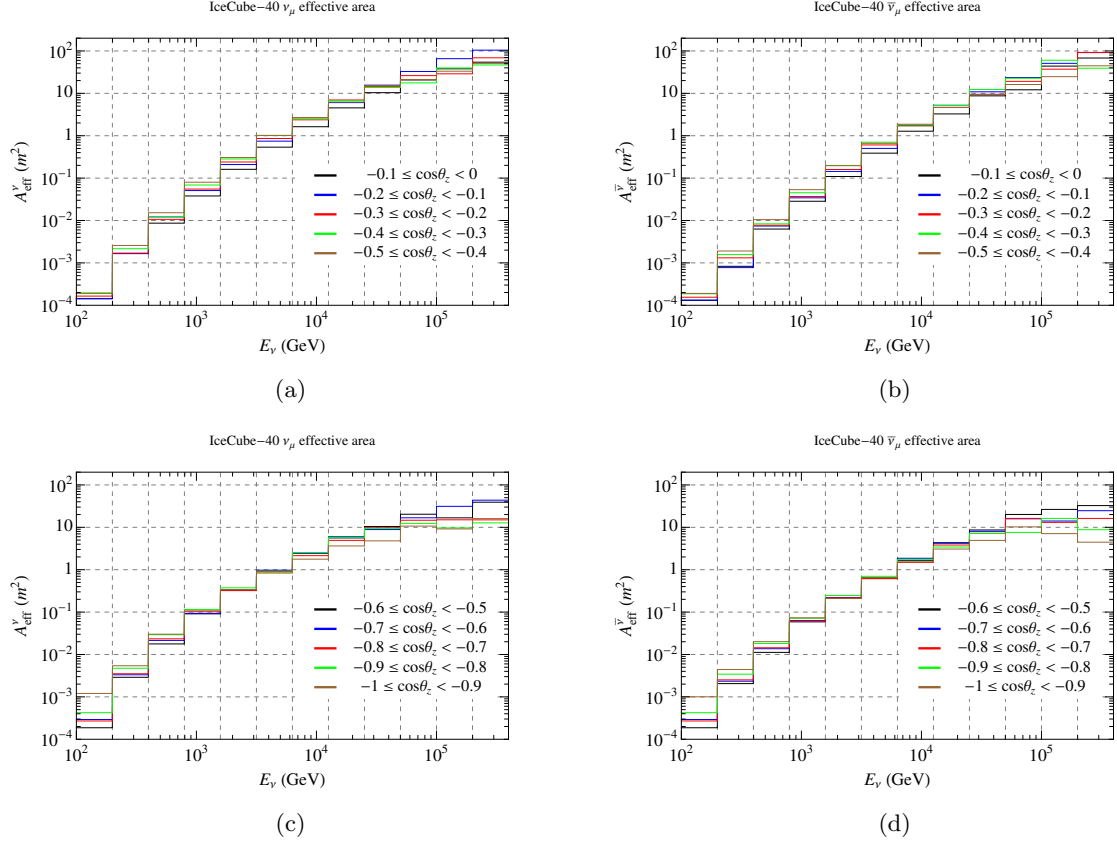 IceCube−40 νμ effective area
10²
10
1
10⁻¹
10⁻²
10⁻³
10⁻⁴
A^ν_eff (m²)
−0.1 ≤ cosθz < 0
−0.2 ≤ cosθz < −0.1
−0.3 ≤ cosθz < −0.2
−0.4 ≤ cosθz < −0.3
−0.5 ≤ cosθz < −0.4
10² 10³ 10⁴ 10⁵
Eν (GeV)
(a)
IceCube−40 ν̅μ effective area
10²
10
1
10⁻¹
10⁻²
10⁻³
10⁻⁴
A^ν̅_eff (m²)
−0.1 ≤ cosθz < 0
−0.2 ≤ cosθz < −0.1
−0.3 ≤ cosθz < −0.2
−0.4 ≤ cosθz < −0.3
−0.5 ≤ cosθz < −0.4
10² 10³ 10⁴ 10⁵
Eν (GeV)
(b)
IceCube−40 νμ effective area
10²
10
1
10⁻¹
10⁻²
10⁻³
10⁻⁴
A^ν_eff (m²)
−0.6 ≤ cosθz < −0.5
−0.7 ≤ cosθz < −0.6
−0.8 ≤ cosθz < −0.7
−0.9 ≤ cosθz < −0.8
−1 ≤ cosθz < −0.9
10² 10³ 10⁴ 10⁵
Eν (GeV)
(c)
IceCube−40 ν̅μ effective area
10²
10
1
10⁻¹
10⁻²
10⁻³
10⁻⁴
A^ν̅_eff (m²)
−0.6 ≤ cosθz < −0.5
−0.7 ≤ cosθz < −0.6
−0.8 ≤ cosθz < −0.7
−0.9 ≤ cosθz < −0.8
−1 ≤ cosθz < −0.9
10² 10³ 10⁴ 10⁵
Eν (GeV)
(d)